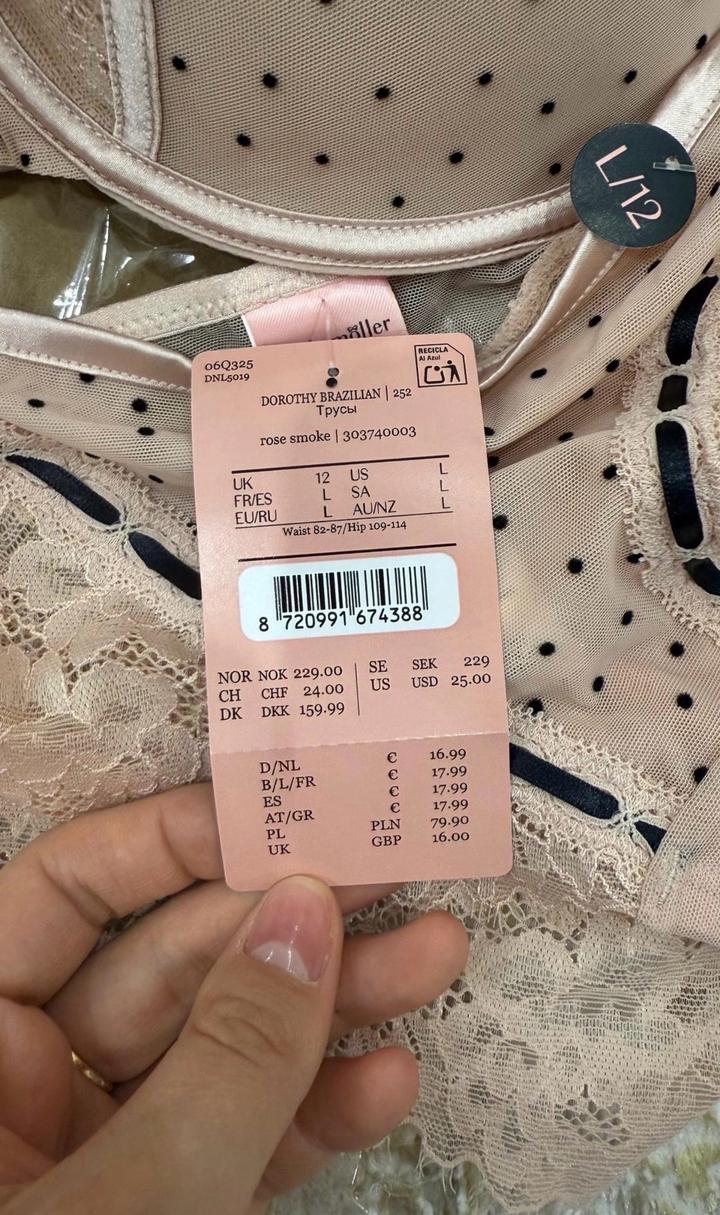 L/12
möller
06Q325
DNL5019
RECICLA
Al Azul
DOROTHY BRAZILIAN | 252
Трусы
rose smoke | 303740003
UK 12 US L
FR/ES L SA L
EU/RU L AU/NZ L
Waist 82-87/Hip 109-114
8 720991 674388
NOR NOK 229.00 SE SEK 229
CH CHF 24.00 US USD 25.00
DK DKK 159.99
D/NL € 16.99
B/L/FR € 17.99
ES € 17.99
AT/GR € 17.99
PL PLN 79.90
UK GBP 16.00